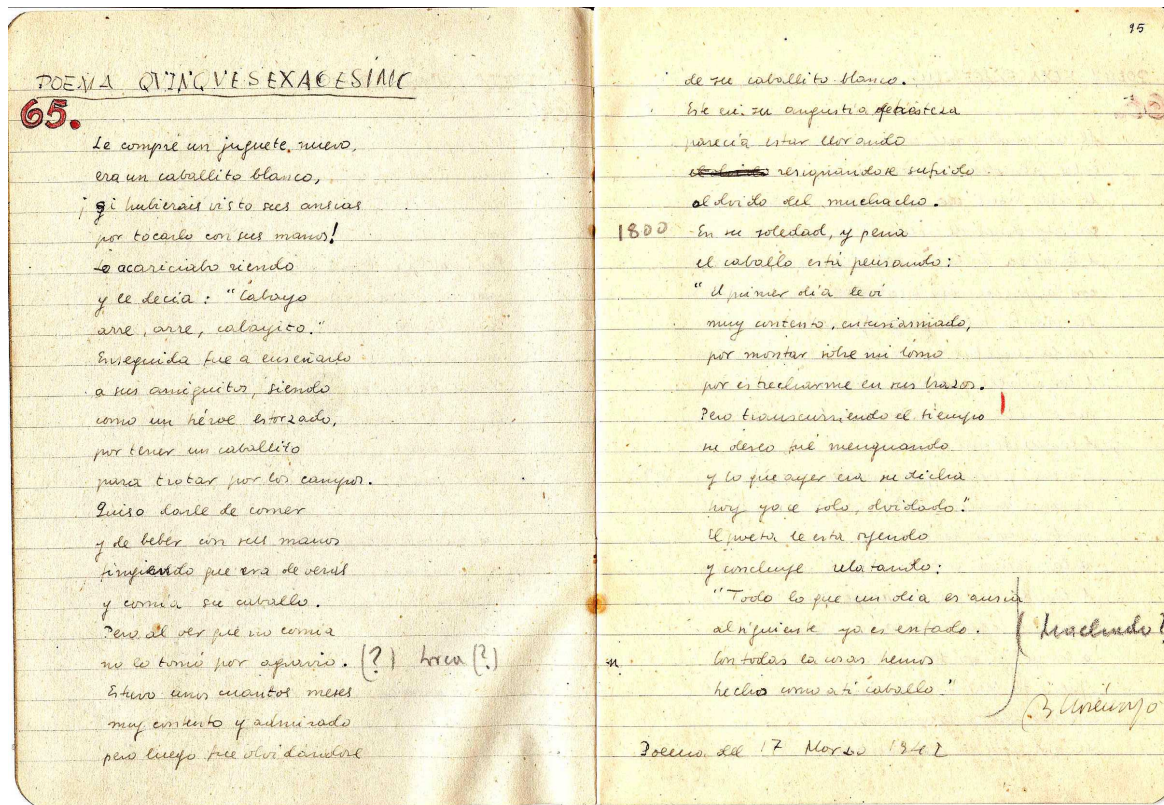 POEMA QVINQVESEXAGESIMO
65.
Le compré un juguete nuevo,
era un caballito blanco,
¡si hubierais visto sus ansias
por tocarlo con sus manos!
Lo acariciaba riendo
y le decía: "Cabayo
arre, arre, cabayito."
Enseguida fue a enseñarlo
a sus amiguitos, siendo
como un héroe esforzado,
por tener un caballito
para trotar por los campos.
Quiso darle de comer
y de beber con sus manos
fingiendo que era de veras
y comía su caballo.
Pero al ver que no comía
no lo tomó por agravio. (?) Lorca (?)
Estuvo unos cuantos meses
muy contento y admirado
pero luego fue olvidándose
95
de su caballito blanco.
Este en su angustia de tristeza
parecía estar llorando
resignándose sufrido
al olvido del muchacho.
1800 En su soledad, y pena
el caballo está pensando:
"El primer día le vi
muy contento, entusiasmado,
por montar sobre mi lomo
por estrecharme en sus brazos.
Pero transcurriendo el tiempo
su deseo fué menguando
y lo que ayer era su dicha
hoy yace solo, olvidado."
El poeta le está oyendo
y concluye relatando:
"Todo lo que un día es ansia
al siguiente ya es enfado. Machado?
Con todas la cosas hemos
hecho como a ti caballo."
Poema del 17 Marzo 1942